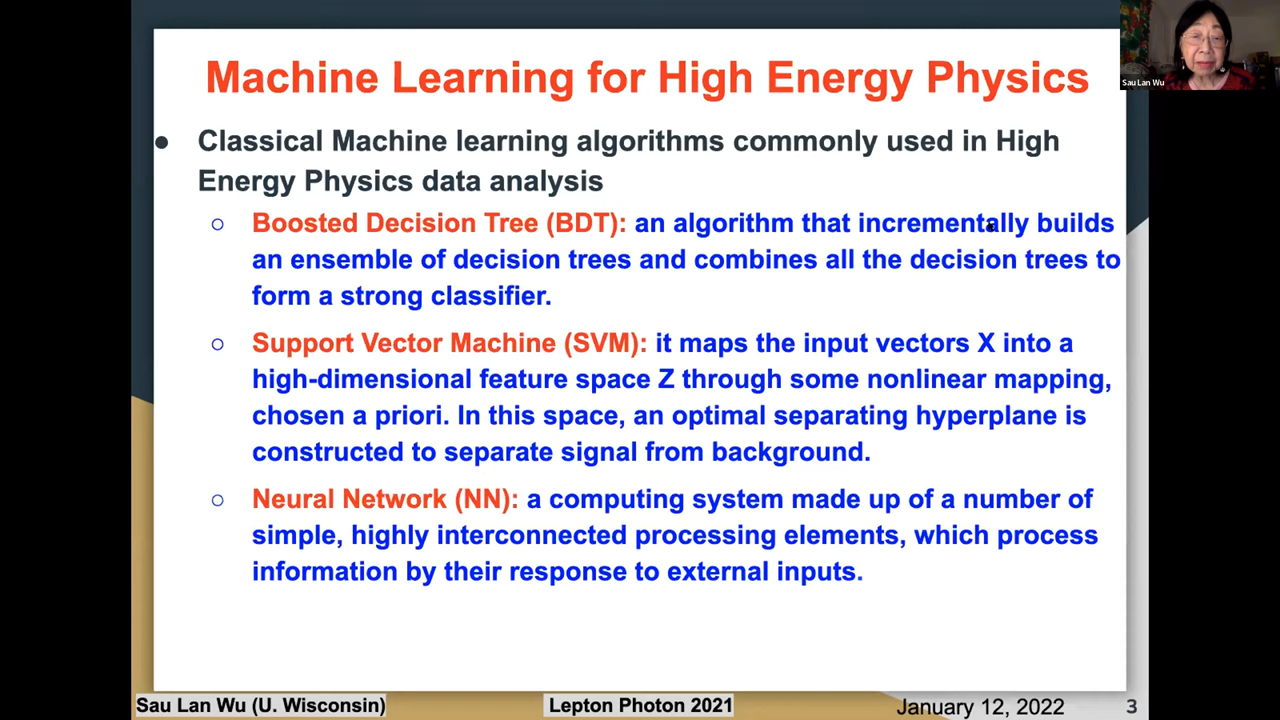 Machine Learning for High Energy Physics
Sau Lan Wu
● Classical Machine learning algorithms commonly used in High
Energy Physics data analysis
○ Boosted Decision Tree (BDT): an algorithm that incrementally builds
an ensemble of decision trees and combines all the decision trees to
form a strong classifier.
○ Support Vector Machine (SVM): it maps the input vectors X into a
high-dimensional feature space Z through some nonlinear mapping,
chosen a priori. In this space, an optimal separating hyperplane is
constructed to separate signal from background.
○ Neural Network (NN): a computing system made up of a number of
simple, highly interconnected processing elements, which process
information by their response to external inputs.
Sau Lan Wu (U. Wisconsin) Lepton Photon 2021 January 12, 2022 3